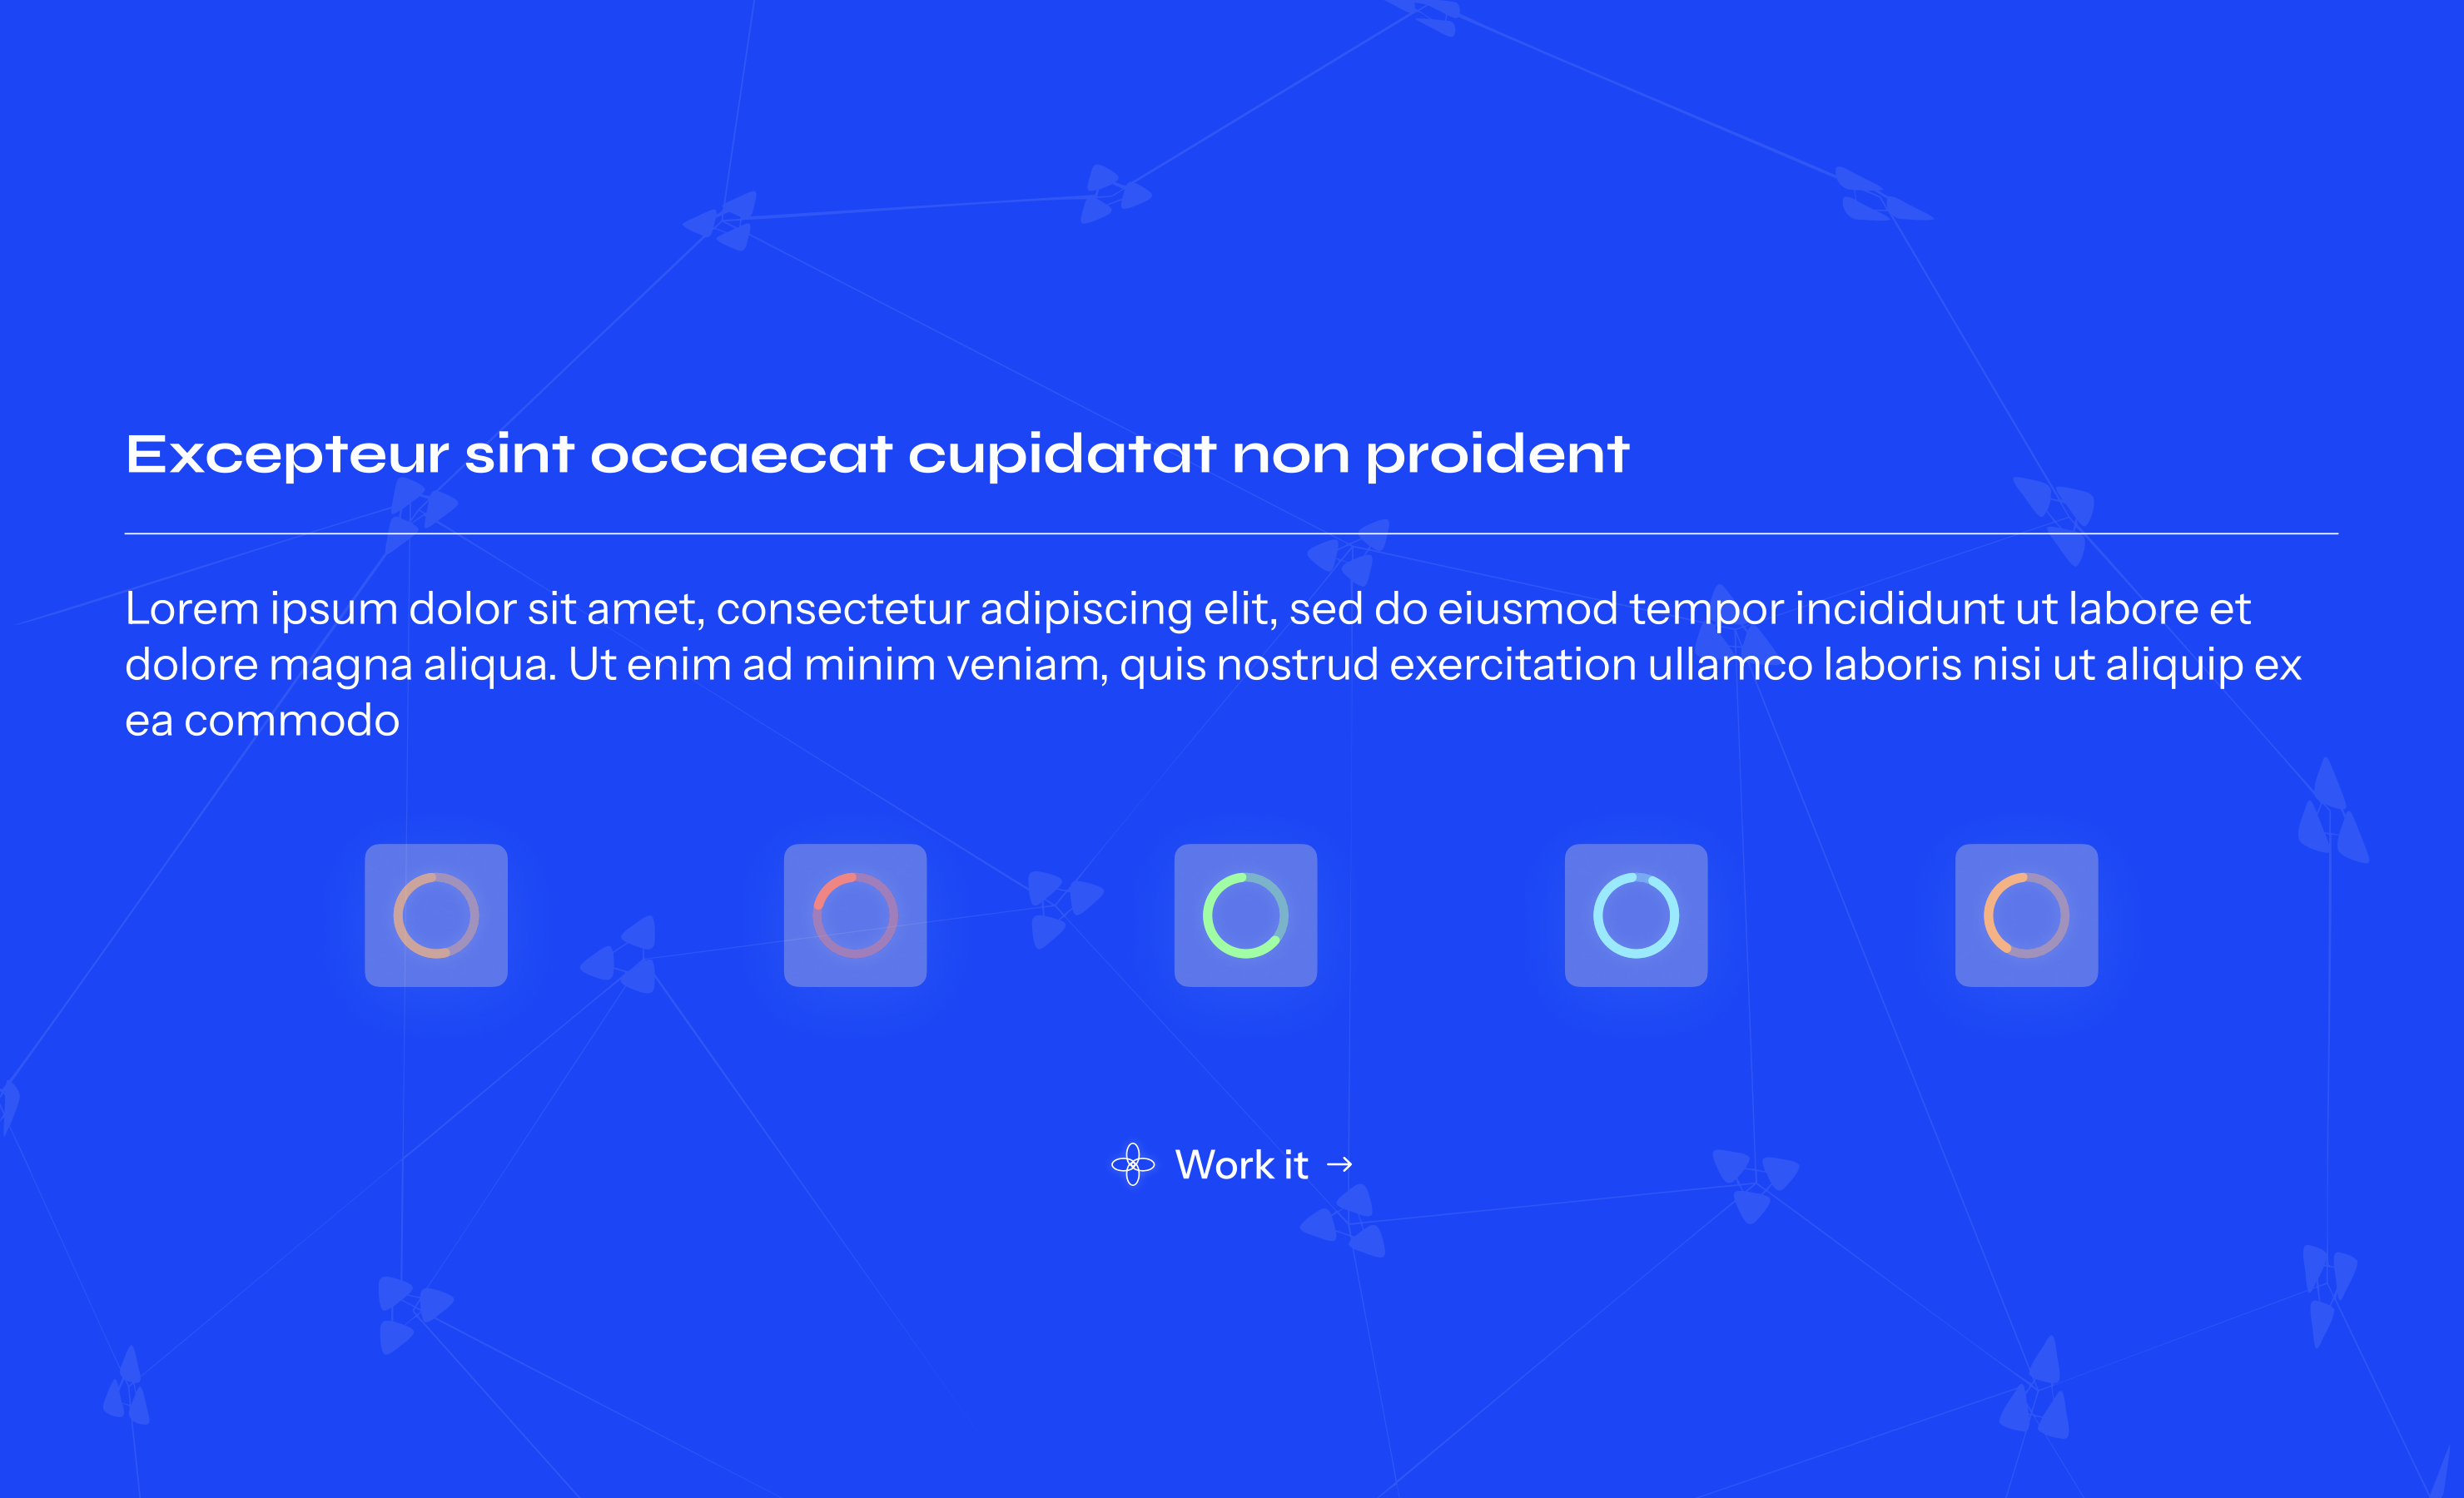 Excepteur sint occaecat cupidatat non proident
Lorem ipsum dolor sit amet, consectetur adipiscing elit, sed do eiusmod tempor incididunt ut labore et
dolore magna aliqua. Ut enim ad minim veniam, quis nostrud exercitation ullamco laboris nisi ut aliquip ex
ea commodo
Work it →